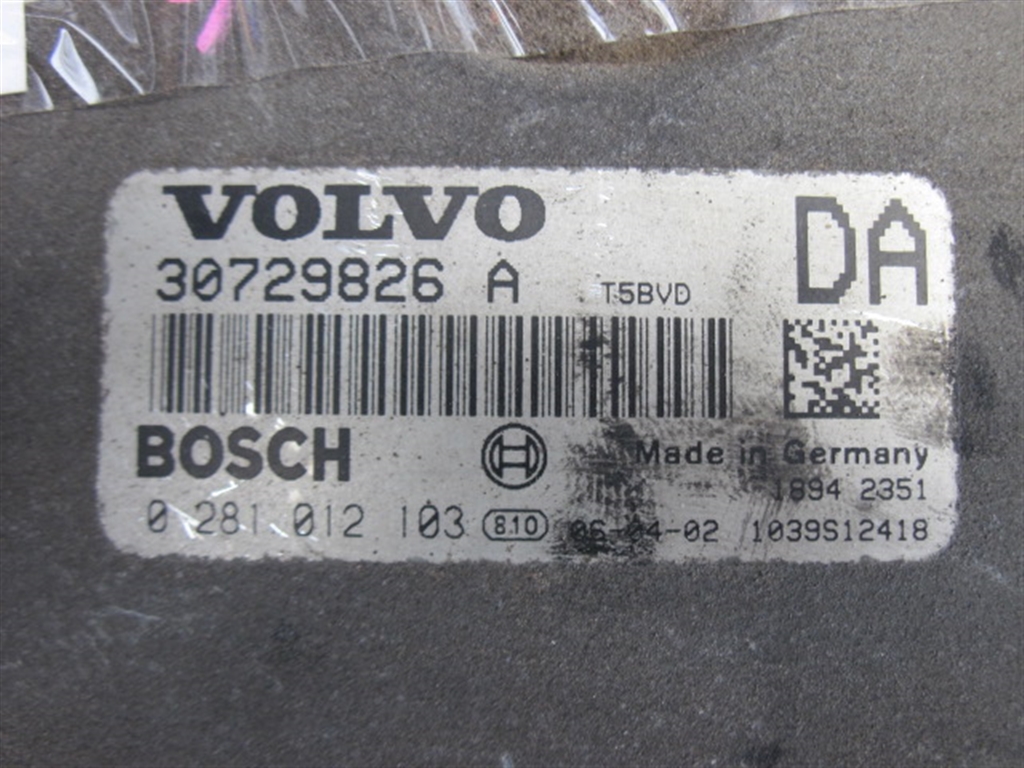 VOLVO
DA
30729826 A T5BVD
BOSCH
Made in Germany
1894 2351
0 281 012 103 810 06-04-02 1039S12418